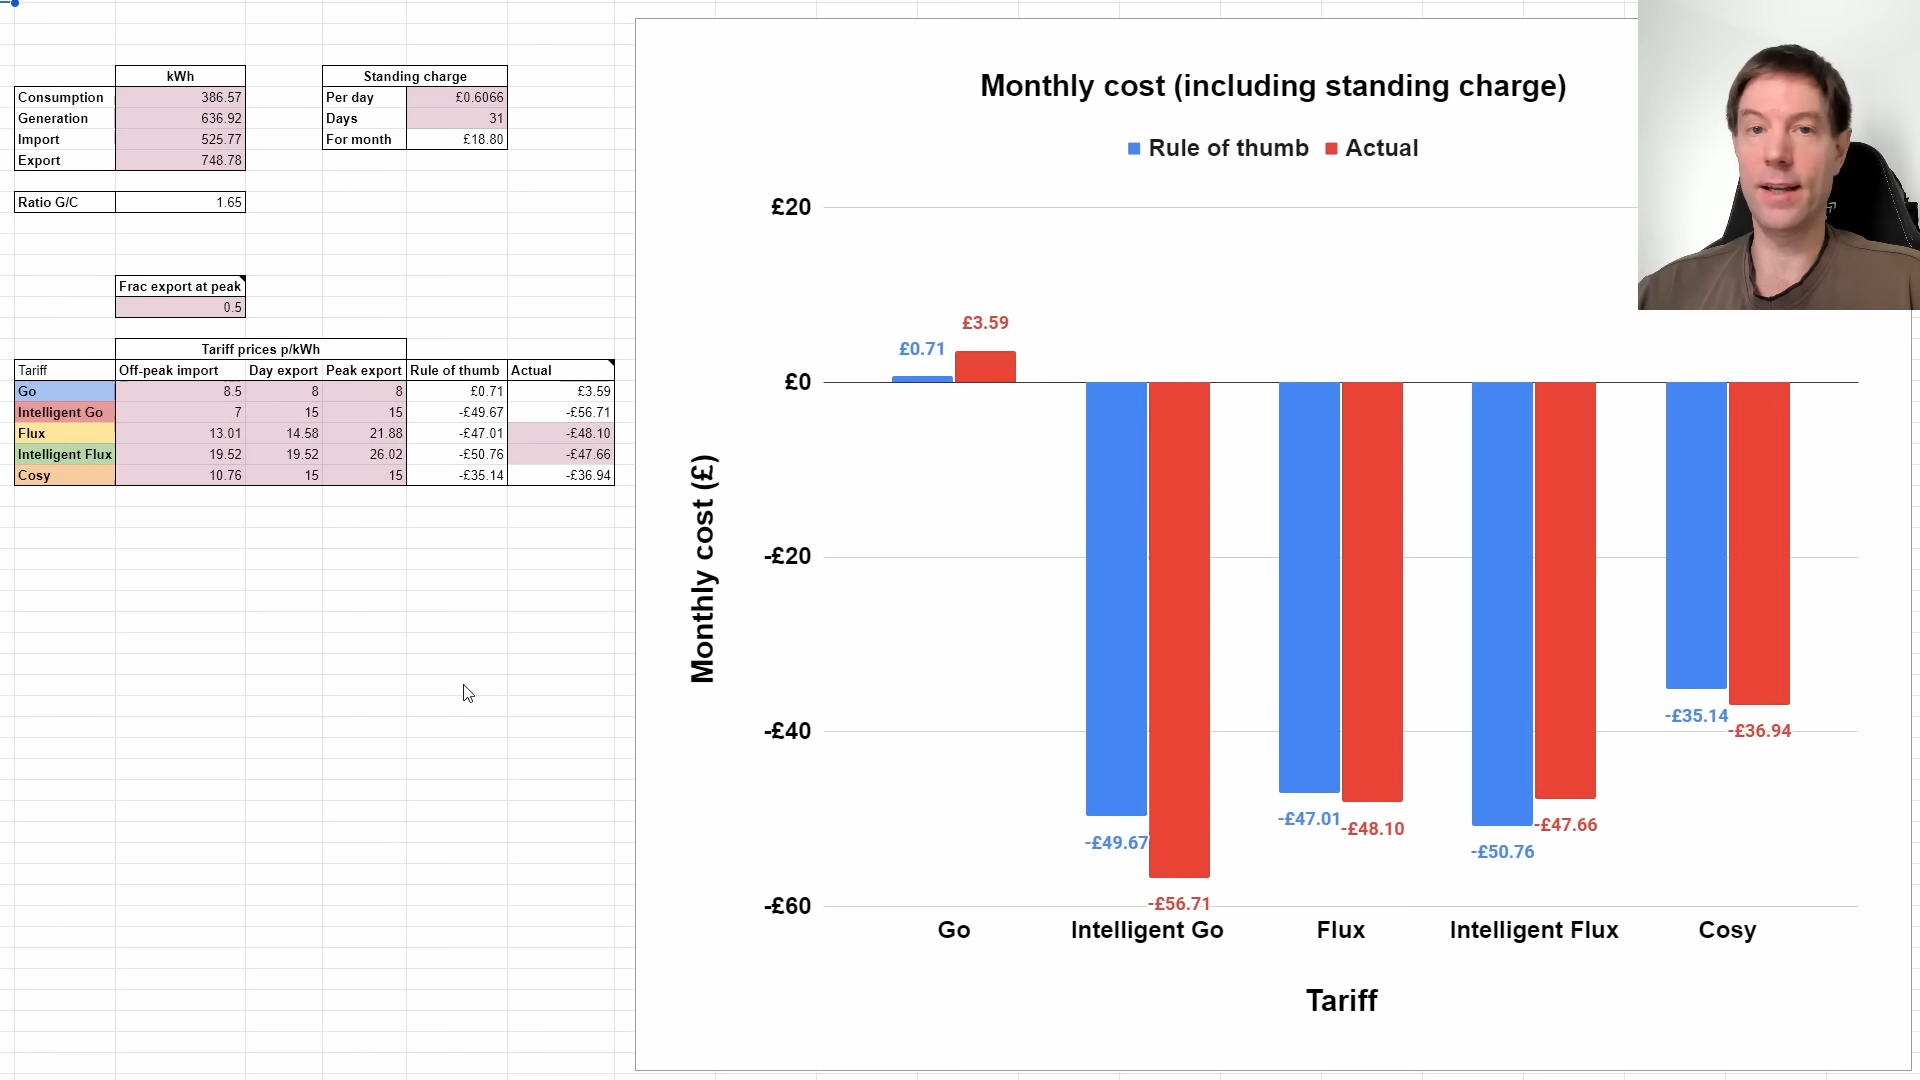 kWh
Consumption 386.57
Generation 636.92
Import 525.77
Export 748.78
Ratio G/C 1.65
Standing charge
Per day £0.6066
Days 31
For month £18.80
Frac export at peak
0.5
Tariff prices p/kWh
Tariff Off-peak import Day export Peak export Rule of thumb Actual
Go 8.5 8 8 £0.71 £3.59
Intelligent Go 7 15 15 -£49.67 -£56.71
Flux 13.01 14.58 21.88 -£47.01 -£48.10
Intelligent Flux 19.52 19.52 26.02 -£50.76 -£47.66
Cosy 10.76 15 15 -£35.14 -£36.94
Monthly cost (including standing charge)
Rule of thumb Actual
Monthly cost (£)
£20
£0
-£20
-£40
-£60
£0.71
£3.59
-£49.67
-£56.71
-£47.01
-£48.10
-£50.76
-£47.66
-£35.14
-£36.94
Go Intelligent Go Flux Intelligent Flux Cosy
Tariff